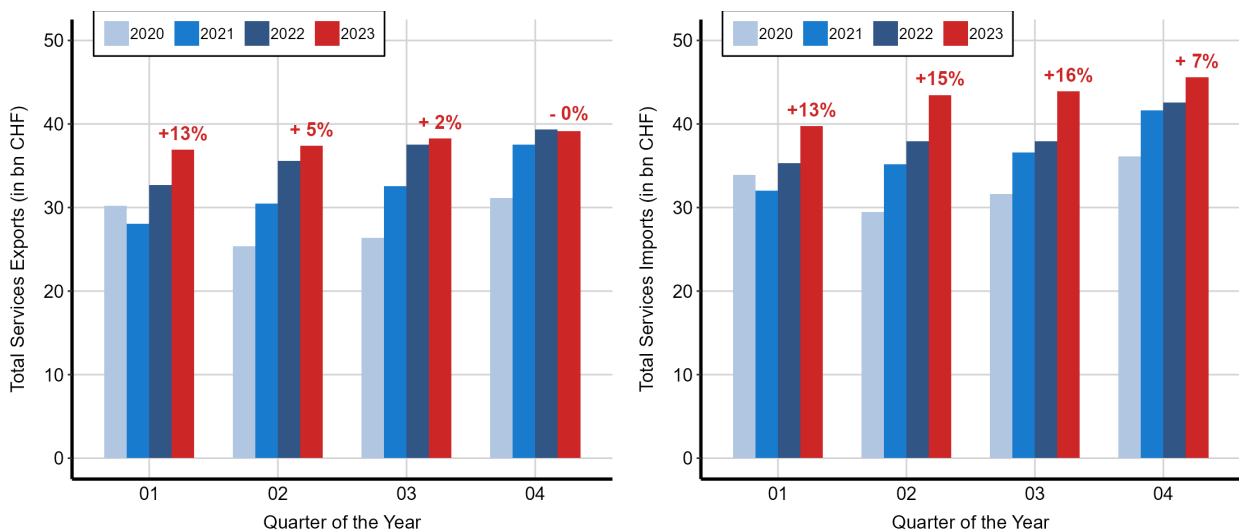 2020 2021 2022 2023
50
40
30
20
10
0
Total Services Exports (in bn CHF)
+13%
+ 5%
+ 2%
- 0%
01 02 03 04
Quarter of the Year
2020 2021 2022 2023
50
40
30
20
10
0
Total Services Imports (in bn CHF)
+13%
+15%
+16%
+ 7%
01 02 03 04
Quarter of the Year